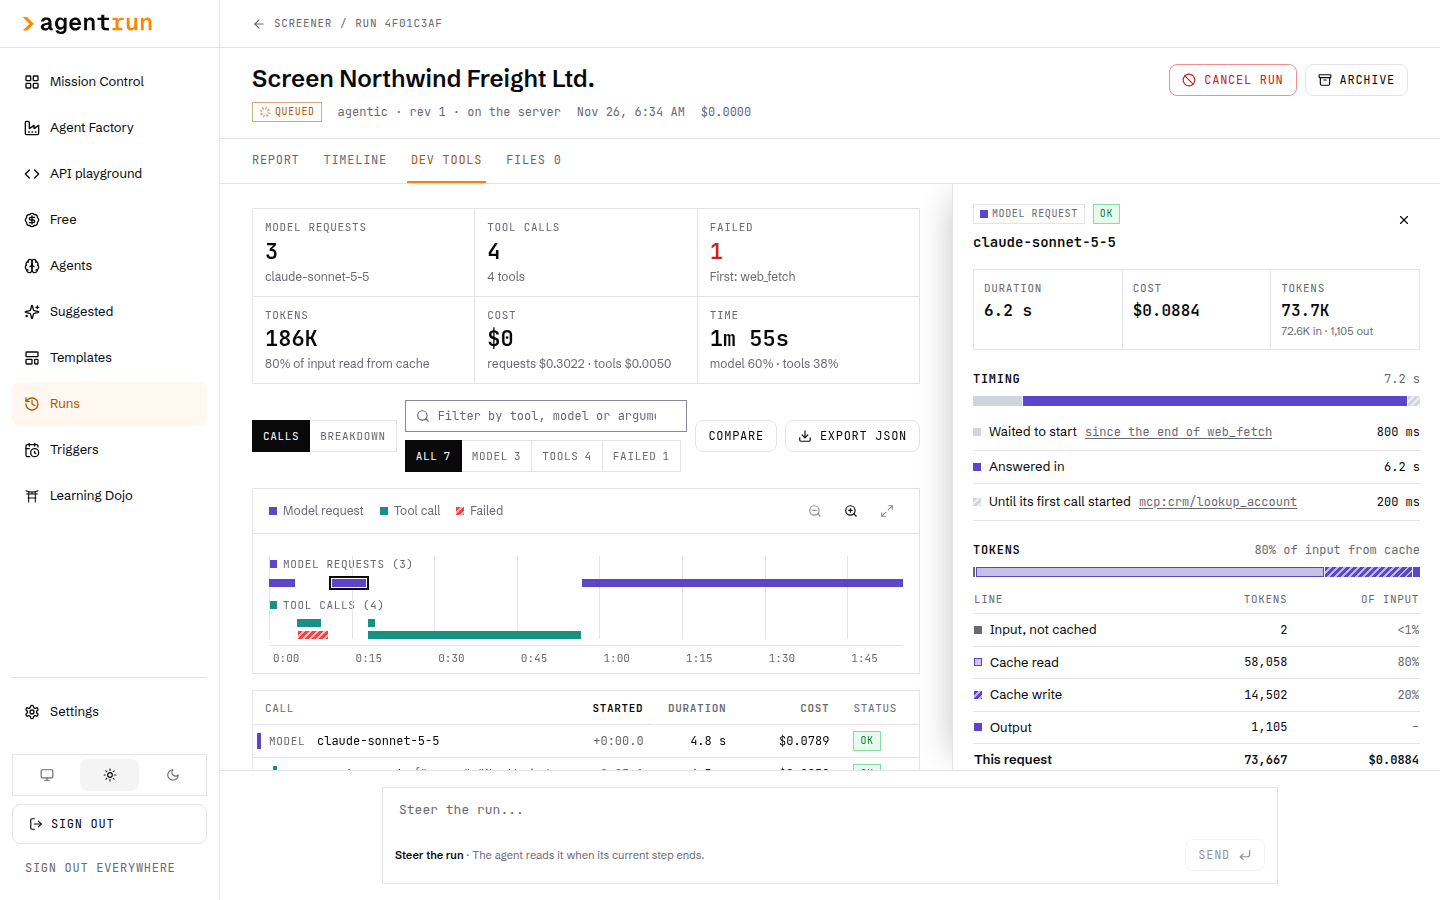 agentrun
Mission Control
Agent Factory
API playground
Free
Agents
Suggested
Templates
Runs
Triggers
Learning Dojo
Settings
SIGN OUT
SIGN OUT EVERYWHERE
SCREENER / RUN 4F01C3AF
Screen Northwind Freight Ltd.
CANCEL RUN
ARCHIVE
QUEUED agentic · rev 1 · on the server Nov 26, 6:34 AM $0.0000
REPORT TIMELINE DEV TOOLS FILES 0
MODEL REQUESTS
3
claude-sonnet-5-5
TOOL CALLS
4
4 tools
FAILED
1
First: web_fetch
TOKENS
186K
80% of input read from cache
COST
$0
requests $0.3022 · tools $0.0050
TIME
1m 55s
model 60% · tools 38%
CALLS BREAKDOWN
Filter by tool, model or argume
ALL 7 MODEL 3 TOOLS 4 FAILED 1
COMPARE
EXPORT JSON
Model request Tool call Failed
MODEL REQUESTS (3)
TOOL CALLS (4)
0:00 0:15 0:30 0:45 1:00 1:15 1:30 1:45
CALL STARTED DURATION COST STATUS
MODEL claude-sonnet-5-5 +0:00.0 4.8 s $0.0789 OK
MODEL REQUEST OK
claude-sonnet-5-5
DURATION
6.2 s
COST
$0.0884
TOKENS
73.7K
72.6K in · 1,105 out
TIMING 7.2 s
Waited to start since the end of web_fetch 800 ms
Answered in 6.2 s
Until its first call started mcp:crm/lookup_account 200 ms
TOKENS 80% of input from cache
LINE TOKENS OF INPUT
Input, not cached 2 <1%
Cache read 58,058 80%
Cache write 14,502 20%
Output 1,105 –
This request 73,667 $0.0884
Steer the run...
Steer the run · The agent reads it when its current step ends.
SEND